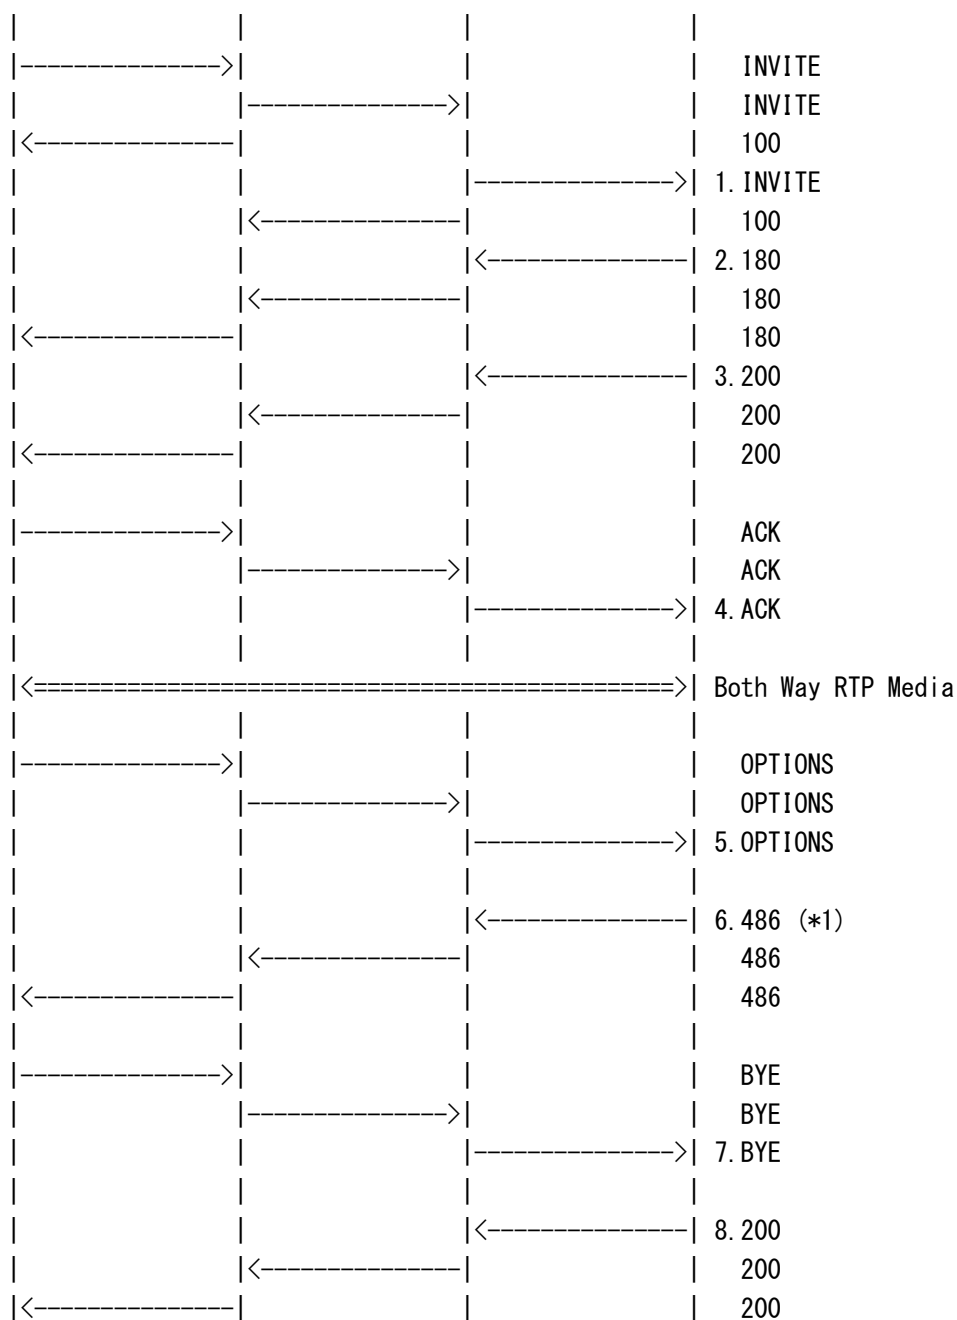 |                |                |                |
|--------------->|                |                |   INVITE
|                |--------------->|                |   INVITE
|<---------------|                |                |   100
|                |                |--------------->| 1.INVITE
|                |<---------------|                |   100
|                |                |<---------------| 2.180
|                |<---------------|                |   180
|<---------------|                |                |   180
|                |                |<---------------| 3.200
|                |<---------------|                |   200
|<---------------|                |                |   200
|                |                |                |
|--------------->|                |                |   ACK
|                |--------------->|                |   ACK
|                |                |--------------->| 4.ACK
|                |                |                |
|<================================================>| Both Way RTP Media
|                |                |                |
|--------------->|                |                |   OPTIONS
|                |--------------->|                |   OPTIONS
|                |                |--------------->| 5.OPTIONS
|                |                |                |
|                |                |<---------------| 6.486 (*1)
|                |<---------------|                |   486
|<---------------|                |                |   486
|                |                |                |
|--------------->|                |                |   BYE
|                |--------------->|                |   BYE
|                |                |--------------->| 7.BYE
|                |                |                |
|                |                |<---------------| 8.200
|                |<---------------|                |   200
|<---------------|                |                |   200